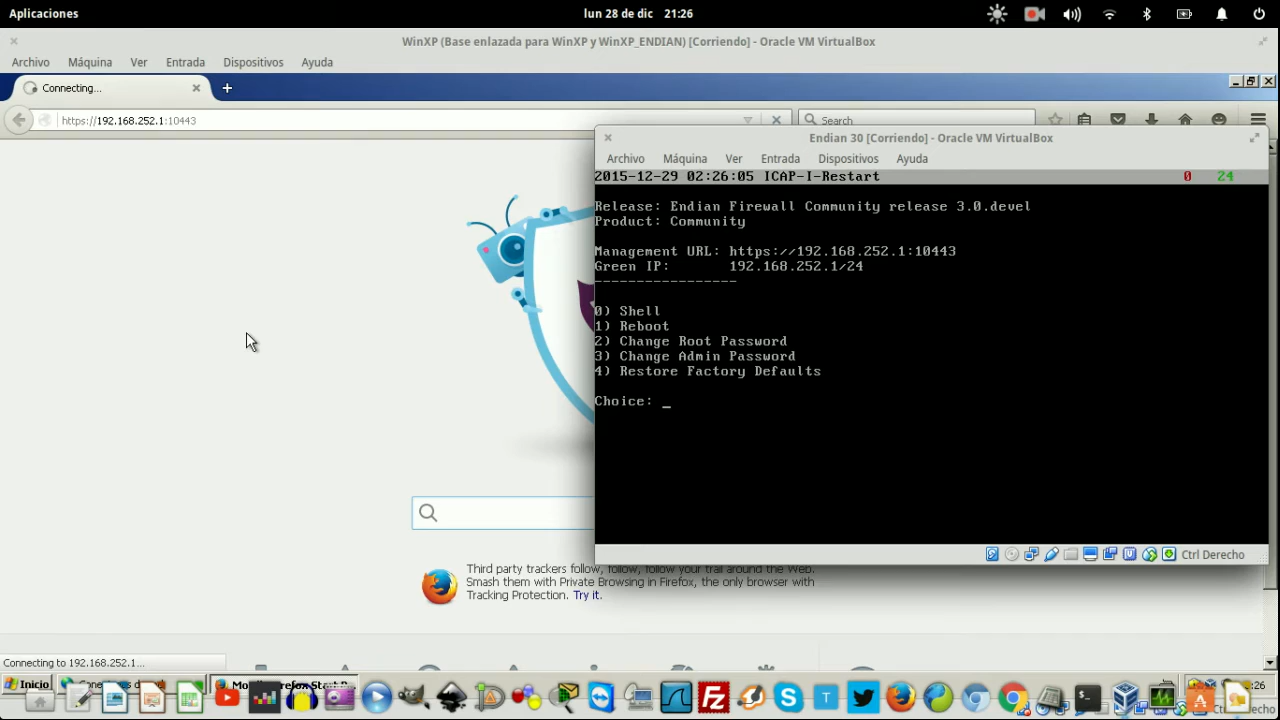 Aplicaciones
lun 28 de dic 21:26
WinXP (Base enlazada para WinXP y WinXP_ENDIAN) [Corriendo] - Oracle VM VirtualBox
Archivo Máquina Ver Entrada Dispositivos Ayuda
Connecting...
https://192.168.252.1:10443
Search
Endian 30 [Corriendo] - Oracle VM VirtualBox
Archivo Máquina Ver Entrada Dispositivos Ayuda
2015-12-29 02:26:05 ICAP-I-Restart 0 24
Release: Endian Firewall Community release 3.0.devel
Product: Community
Management URL: https://192.168.252.1:10443
Green IP: 192.168.252.1/24
-----------------
0) Shell
1) Reboot
2) Change Root Password
3) Change Admin Password
4) Restore Factory Defaults
Choice: _
Ctrl Derecho
Third party trackers follow, follow, follow your trail around the Web.
Smash them with Private Browsing in Firefox, the only browser with
Tracking Protection. Try it.
Connecting to 192.168.252.1...
Inicio
Ctrl Derecho